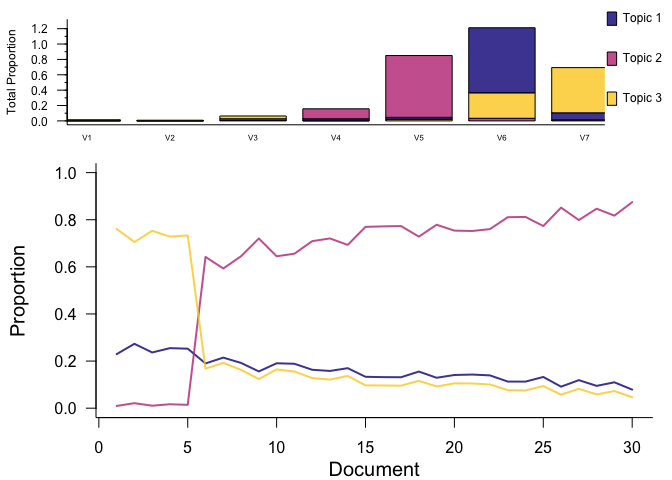 Total Proportion
1.2
1.0
0.8
0.6
0.4
0.2
0.0
V1 V2 V3 V4 V5 V6 V7
Topic 1
Topic 2
Topic 3
Proportion
1.0
0.8
0.6
0.4
0.2
0.0
0 5 10 15 20 25 30
Document